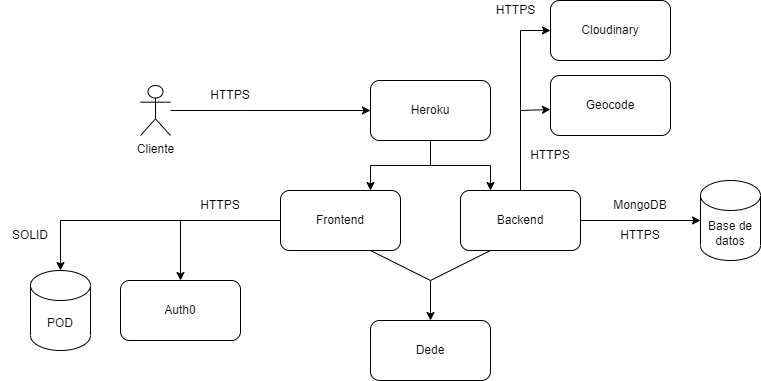 HTTPS
Cloudinary
HTTPS
Heroku
Geocode
Cliente
HTTPS
HTTPS
Frontend
Backend
MongoDB
HTTPS
Base de
datos
SOLID
POD
Auth0
Dede